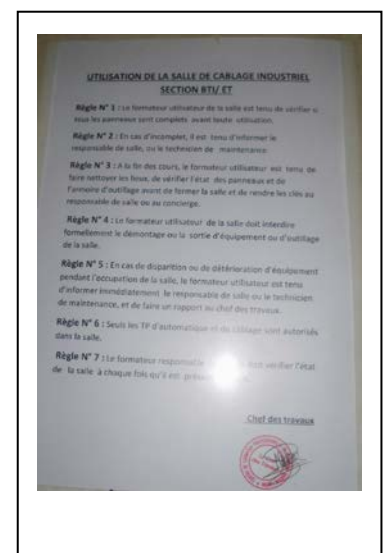 UTILISATION DE LA SALLE DE CABLAGE INDUSTRIEL
SECTION BTI/ ET
Règle N° 1 : Le formateur utilisateur de la salle est tenu de vérifier si
tous les panneaux sont complets avant toute utilisation.
Règle N° 2 : En cas d'incomplet, il est tenu d'informer le
responsable de salle, ou le technicien de maintenance.
Règle N° 3 : A la fin des cours, le formateur utilisateur est tenu de
faire nettoyer les lieux, de vérifier l'état des panneaux et de
l'armoire d'outillage avant de fermer la salle et de rendre les clés au
responsable de salle ou au concierge.
Règle N° 4 : Le formateur utilisateur de la salle doit interdire
formellement le démontage ou la sortie d'équipement ou d'outillage
de la salle.
Règle N° 5 : En cas de disparition ou de détérioration d'équipement
pendant l'occupation de la salle, le formateur utilisateur est tenu
d'informer immédiatement le responsable de salle ou le technicien
de maintenance, et de faire un rapport au chef des travaux.
Règle N° 6 : Seuls les TP d'automatique et de câblage sont autorisés
dans la salle.
Règle N° 7 : Le formateur responsable doit vérifier l'état
de la salle à chaque fois qu'il est
Chef des travaux